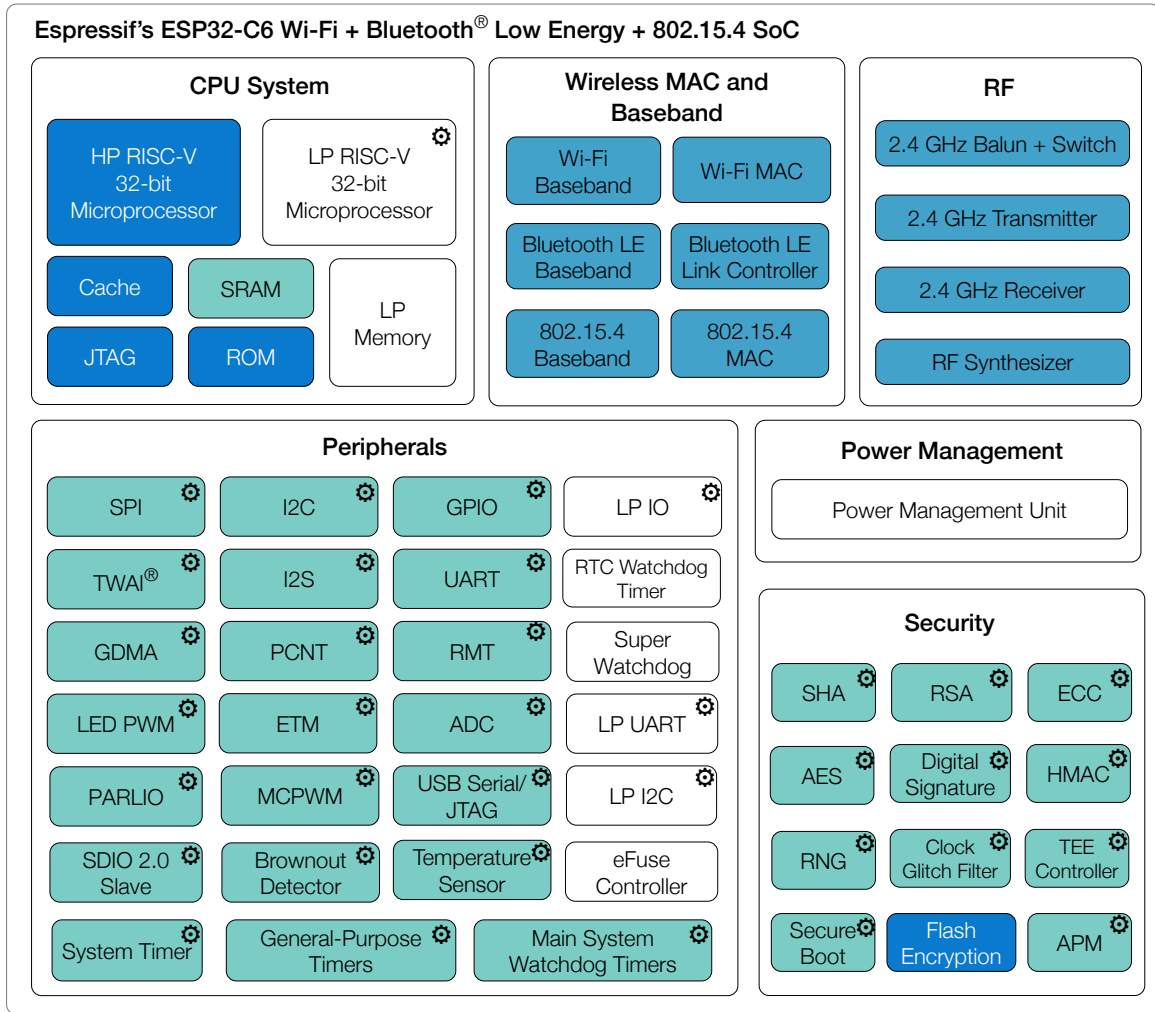 Espressif's ESP32-C6 Wi-Fi + Bluetooth® Low Energy + 802.15.4 SoC
CPU System
HP RISC-V
32-bit
Microprocessor
LP RISC-V
32-bit
Microprocessor
Cache
SRAM
LP
Memory
JTAG
ROM
Wireless MAC and
Baseband
Wi-Fi
Baseband
Wi-Fi MAC
Bluetooth LE
Baseband
Bluetooth LE
Link Controller
802.15.4
Baseband
802.15.4
MAC
RF
2.4 GHz Balun + Switch
2.4 GHz Transmitter
2.4 GHz Receiver
RF Synthesizer
Peripherals
SPI
I2C
GPIO
LP IO
TWAI®
I2S
UART
RTC Watchdog
Timer
GDMA
PCNT
RMT
Super
Watchdog
LED PWM
ETM
ADC
LP UART
PARLIO
MCPWM
USB Serial/
JTAG
LP I2C
SDIO 2.0
Slave
Brownout
Detector
Temperature
Sensor
eFuse
Controller
System Timer
General-Purpose
Timers
Main System
Watchdog Timers
Power Management
Power Management Unit
Security
SHA
RSA
ECC
AES
Digital
Signature
HMAC
RNG
Clock
Glitch Filter
TEE
Controller
Secure
Boot
Flash
Encryption
APM